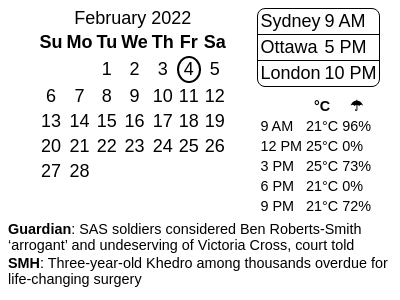 February 2022
Su Mo Tu We Th Fr Sa
1 2 3 4 5
6 7 8 9 10 11 12
13 14 15 16 17 18 19
20 21 22 23 24 25 26
27 28
Sydney 9 AM
Ottawa 5 PM
London 10 PM
°C ☂
9 AM 21°C 96%
12 PM 25°C 0%
3 PM 25°C 73%
6 PM 21°C 0%
9 PM 21°C 72%
Guardian: SAS soldiers considered Ben Roberts-Smith
‘arrogant’ and undeserving of Victoria Cross, court told
SMH: Three-year-old Khedro among thousands overdue for
life-changing surgery